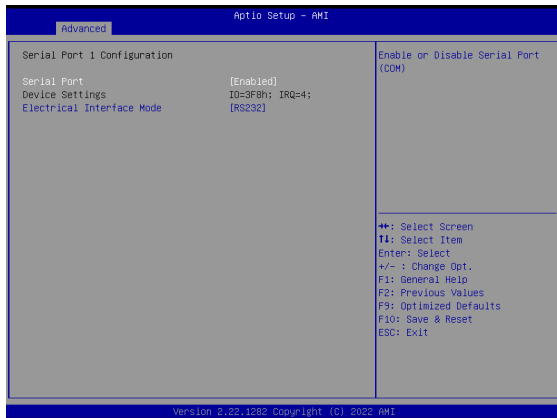 Aptio Setup - AMI
Advanced
Serial Port 1 Configuration
Serial Port [Enabled]
Device Settings IO=3F8h; IRQ=4;
Electrical Interface Mode [RS232]
Enable or Disable Serial Port
(COM)
→←: Select Screen
↑↓: Select Item
Enter: Select
+/- : Change Opt.
F1: General Help
F2: Previous Values
F9: Optimized Defaults
F10: Save & Reset
ESC: Exit
Version 2.22.1282 Copyright (C) 2022 AMI